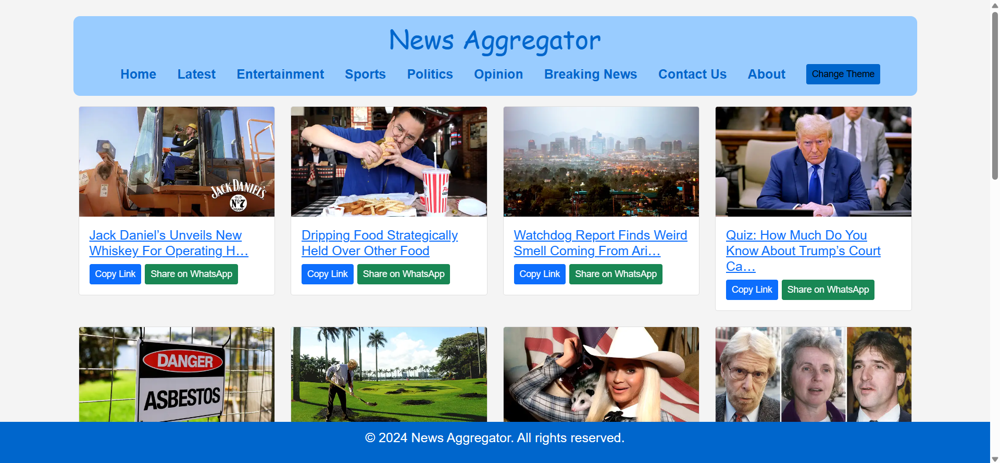 News Aggregator
Home Latest Entertainment Sports Politics Opinion Breaking News Contact Us About Change Theme
JACK DANIEL'S
OLD
Nº7
BRAND
Jack Daniel’s Unveils New
Whiskey For Operating H…
Copy Link Share on WhatsApp
Dripping Food Strategically
Held Over Other Food
Copy Link Share on WhatsApp
Watchdog Report Finds Weird
Smell Coming From Ari…
Copy Link Share on WhatsApp
Quiz: How Much Do You
Know About Trump’s Court
Ca…
Copy Link Share on WhatsApp
DANGER
ASBESTOS
© 2024 News Aggregator. All rights reserved.